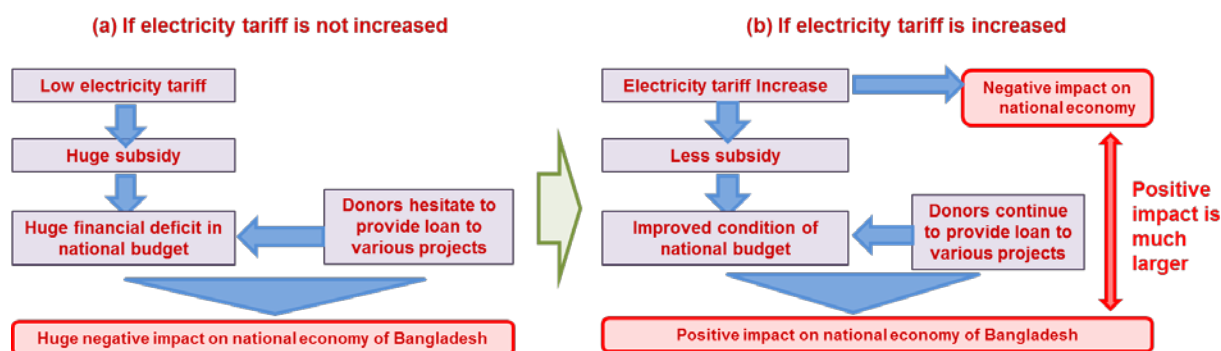 (a) If electricity tariff is not increased
Low electricity tariff
Huge subsidy
Huge financial deficit in
national budget
Donors hesitate to
provide loan to
various projects
Huge negative impact on national economy of Bangladesh
(b) If electricity tariff is increased
Electricity tariff Increase
Negative impact on
national economy
Less subsidy
Improved condition of
national budget
Donors continue
to provide loan to
various projects
Positive
impact is
much
larger
Positive impact on national economy of Bangladesh